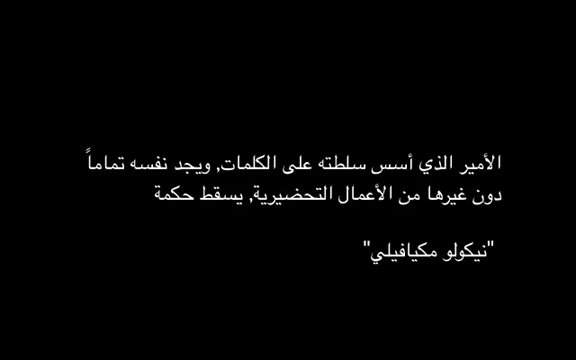 الأمير الذي أسس سلطته على الكلمات, ويجد نفسه تماماً
دون غيرها من الأعمال التحضيرية, يسقط حكمة
"نيكولو مكيافيلي"